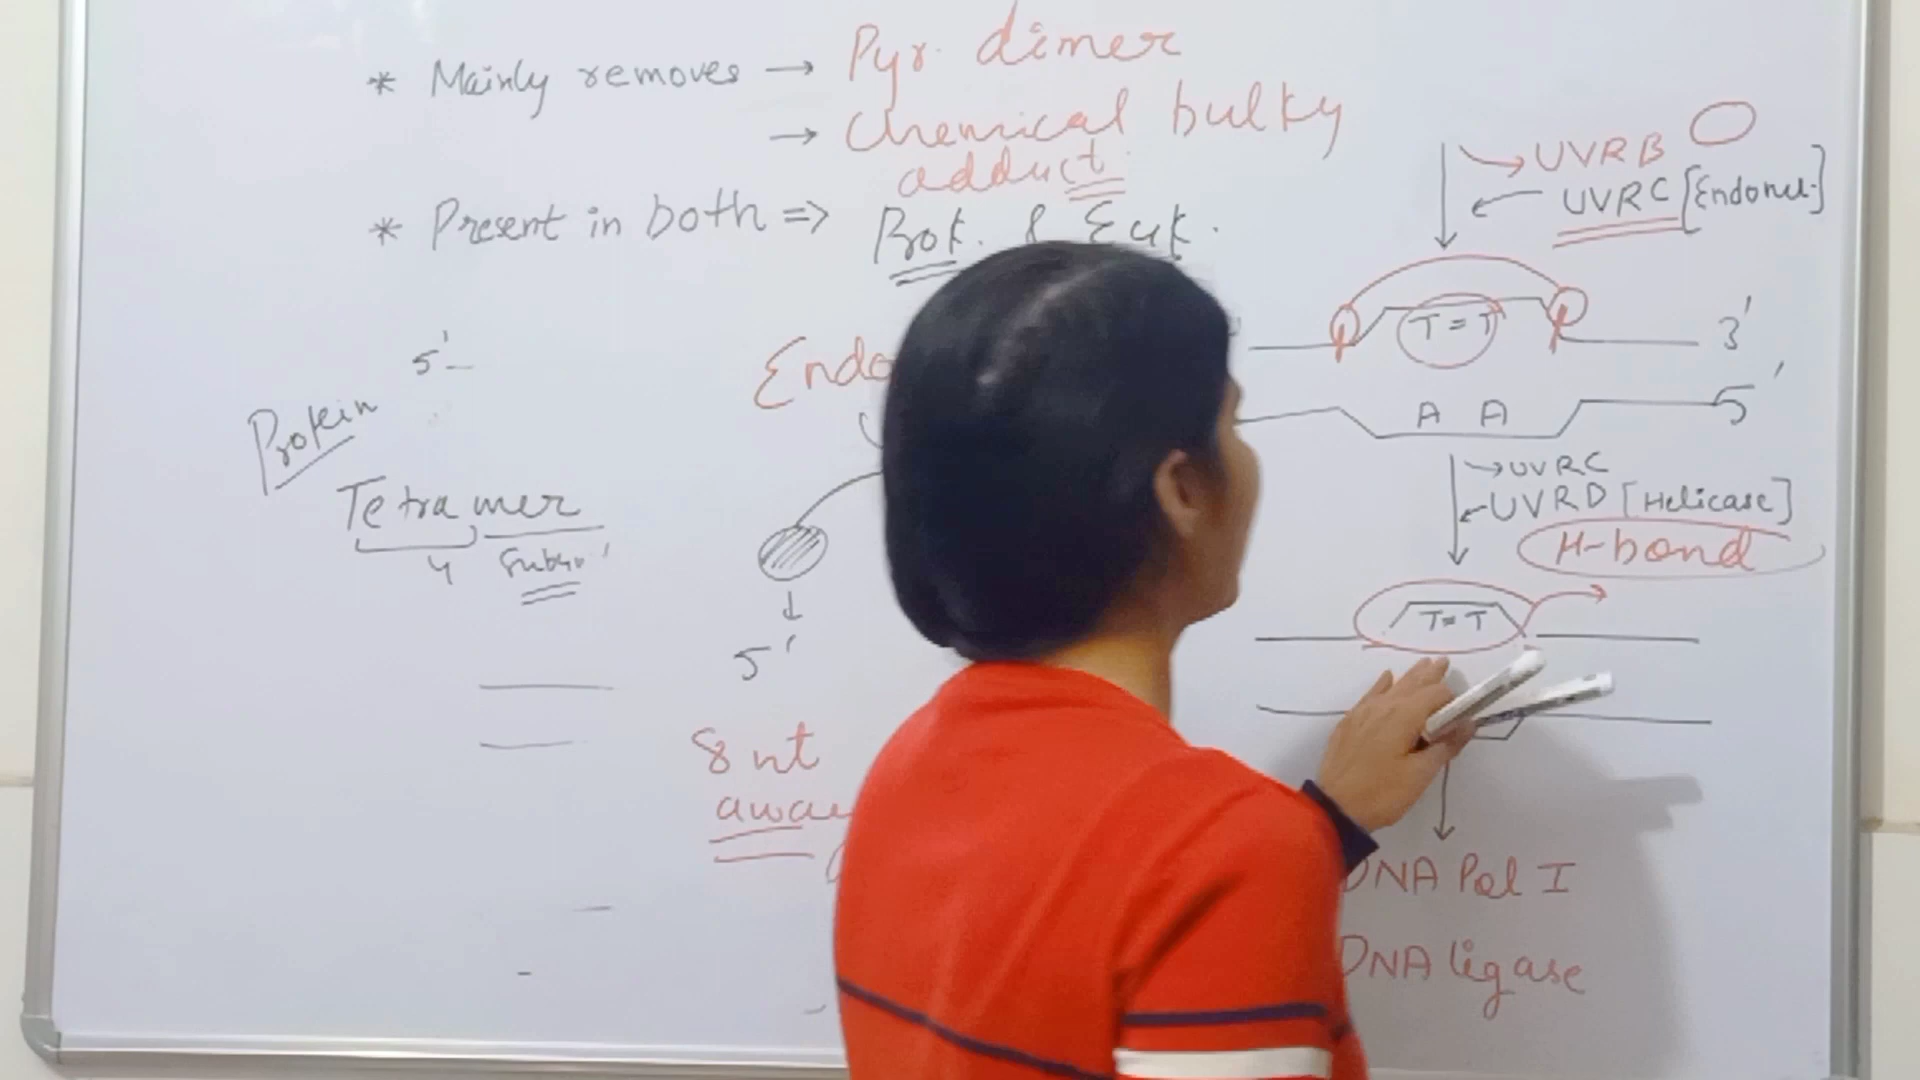 * Mainly removes → Pyr. dimer
→ Chemical bulky
adduct
* Present in both => Prok. & Euk.
5'
Protein
Tetramer
4
Endo
5'
8 nt
away
UVRB
UVRC [Endonu.]
T = T
3'
A A
5'
→ UVRC
UVRD [Helicase]
H-bond
T = T
DNA Pol I
DNA ligase